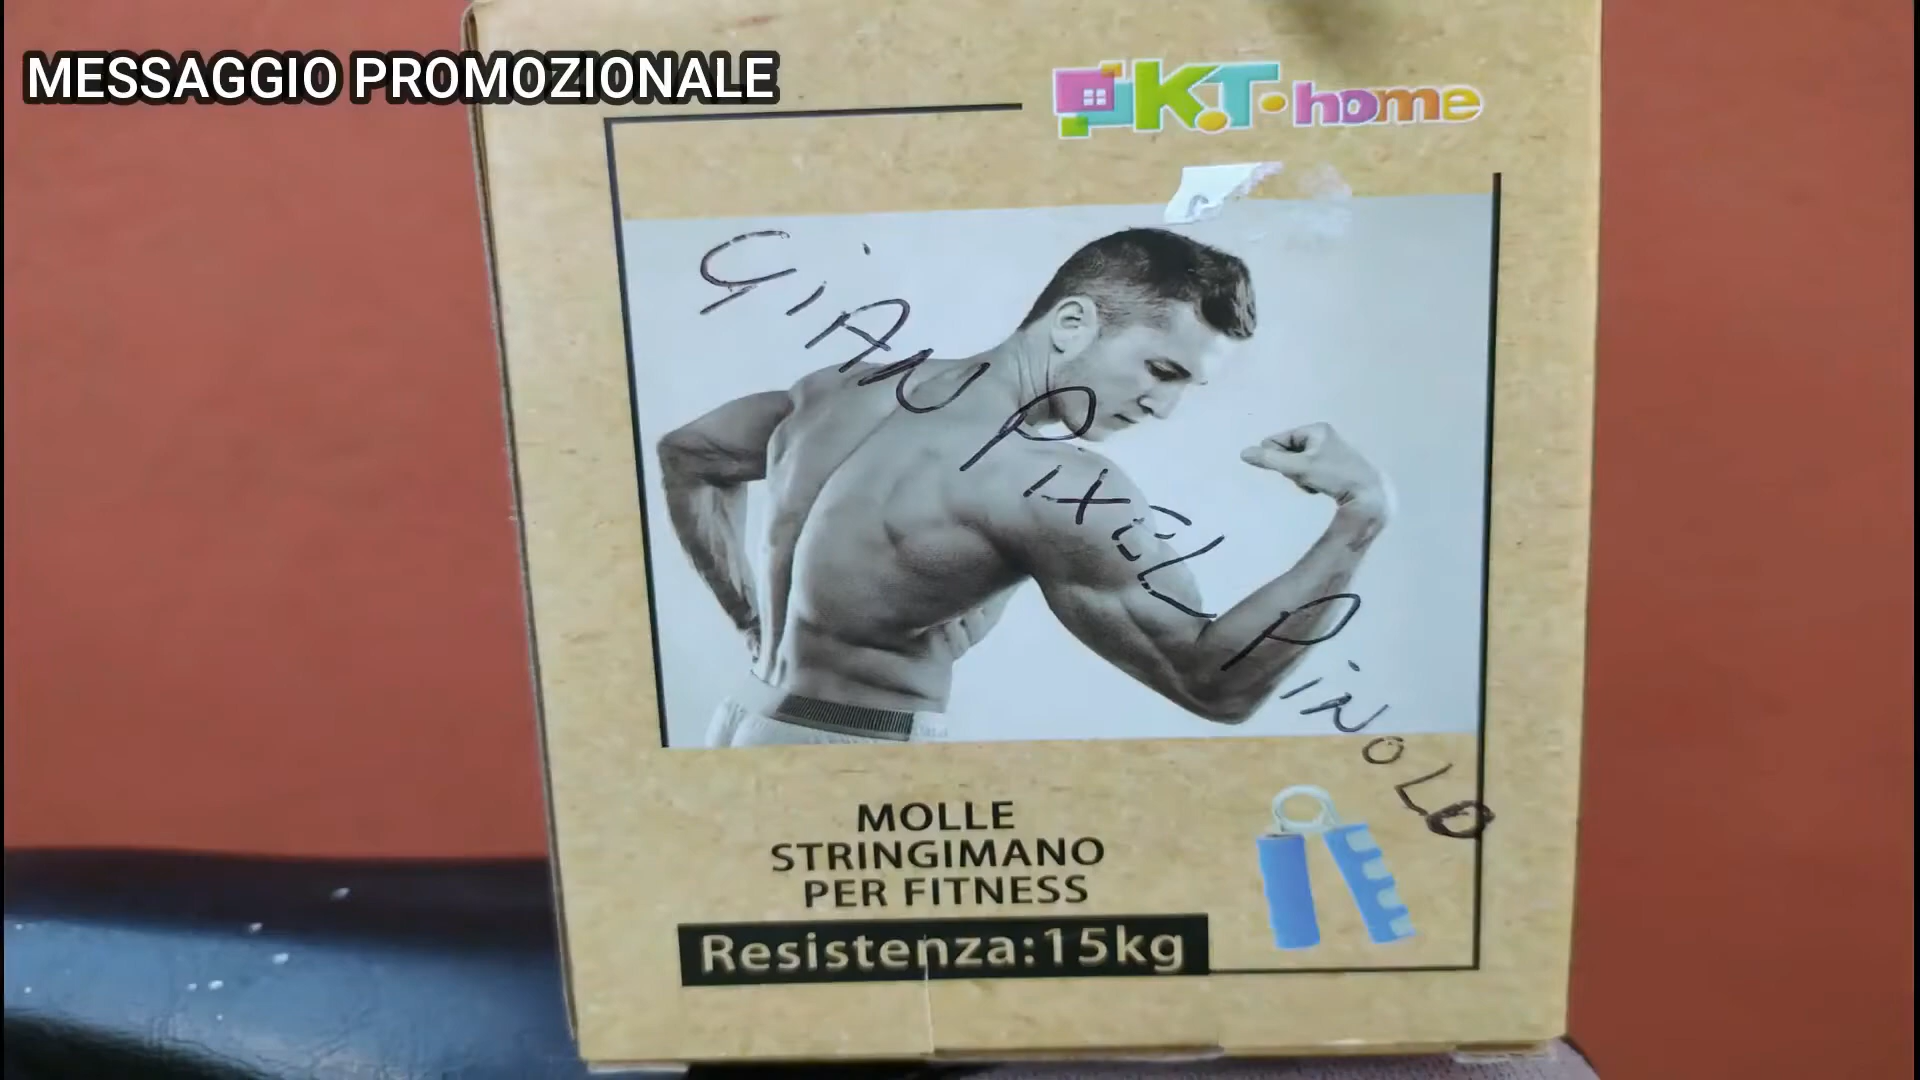 MESSAGGIO PROMOZIONALE
K.T•home
GiAN PiXEL PiNOLO
MOLLE
STRINGIMANO
PER FITNESS
Resistenza:15kg